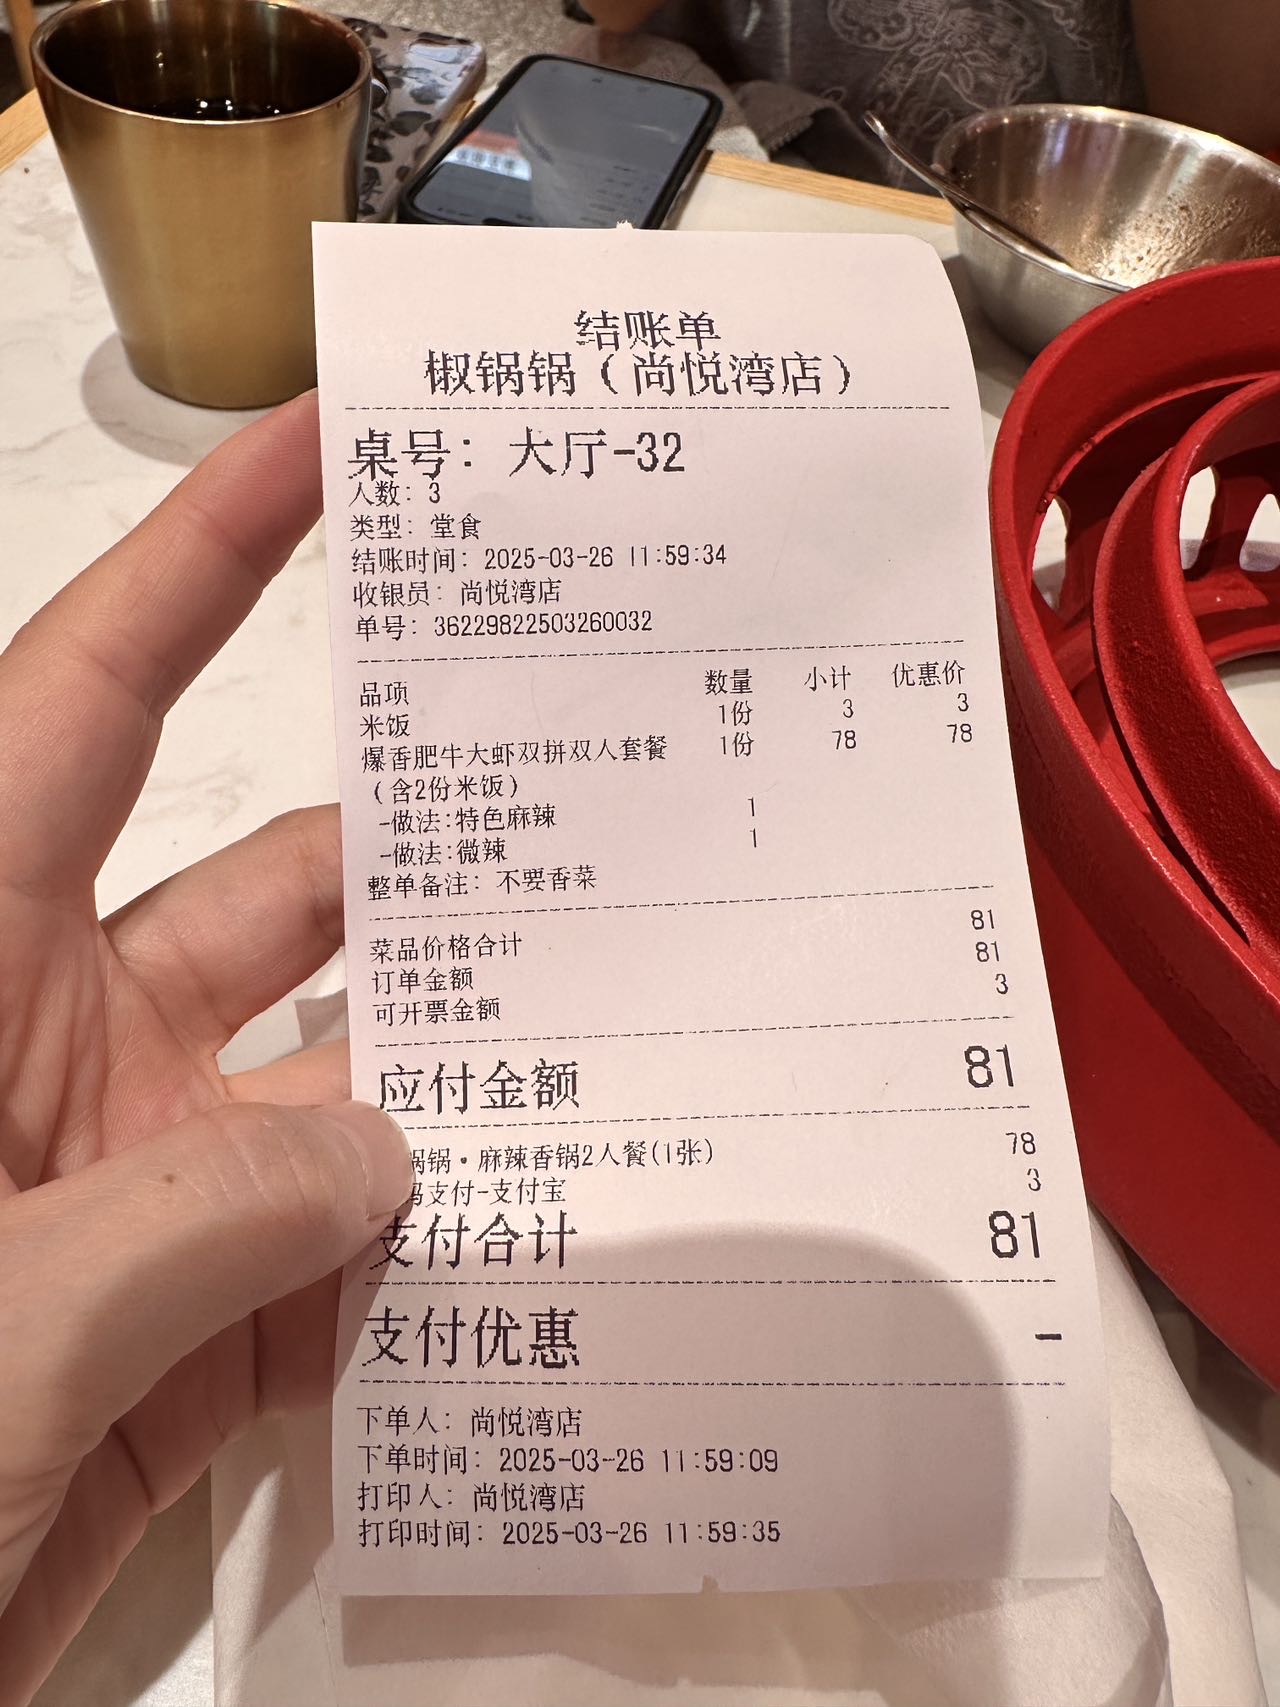 结账单
椒锅锅（尚悦湾店）
桌号：大厅-32
人数：3
类型：堂食
结账时间：2025-03-26 11:59:34
收银员：尚悦湾店
单号：36229822503260032
品项 数量 小计 优惠价
米饭 1份 3 3
爆香肥牛大虾双拼双人套餐 1份 78 78
（含2份米饭）
-做法:特色麻辣 1
-做法:微辣 1
整单备注：不要香菜
菜品价格合计 81
订单金额 81
可开票金额 3
应付金额 81
锅锅·麻辣香锅2人餐(1张) 78
码支付-支付宝 3
支付合计 81
支付优惠 -
下单人：尚悦湾店
下单时间：2025-03-26 11:59:09
打印人：尚悦湾店
打印时间：2025-03-26 11:59:35